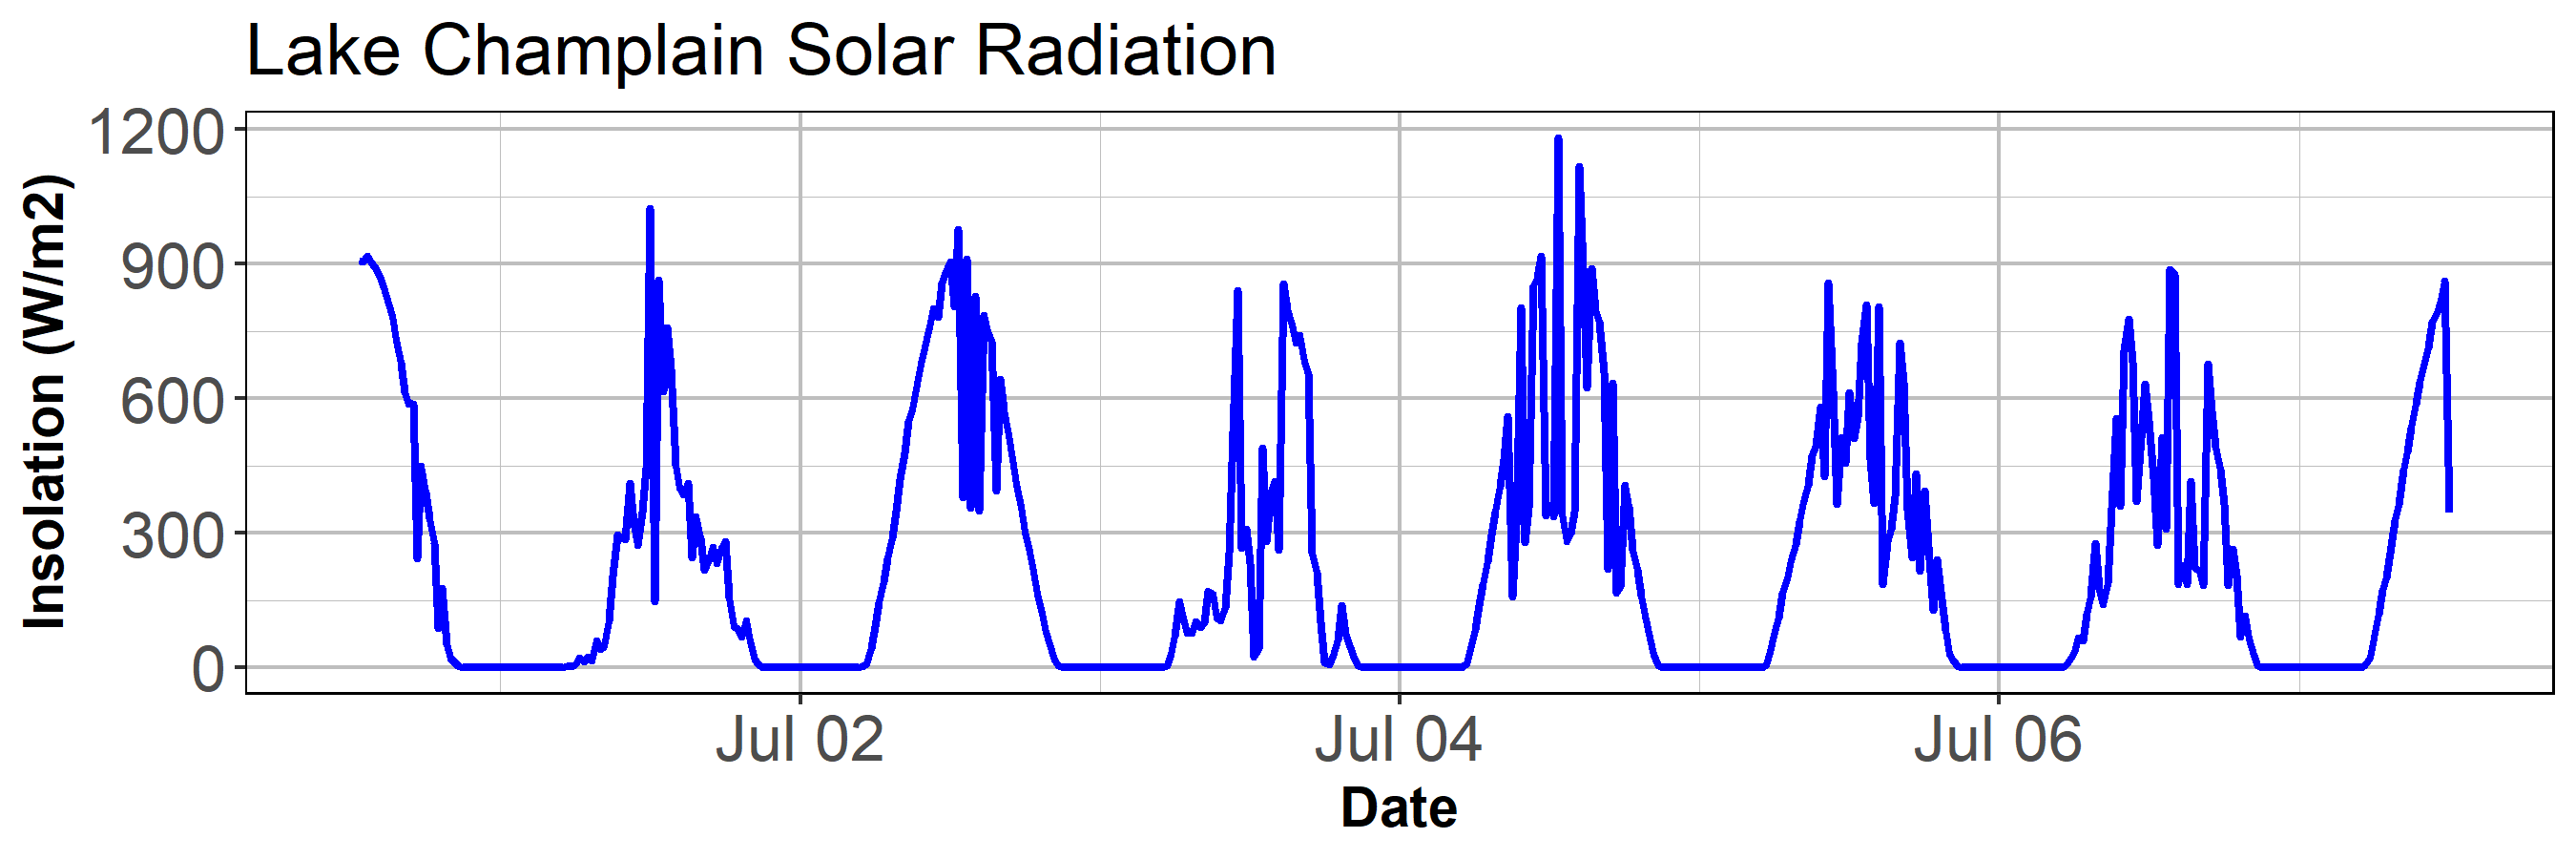 Lake Champlain Solar Radiation
Insolation (W/m2)
1200
900
600
300
0
Jul 02
Jul 04
Jul 06
Date